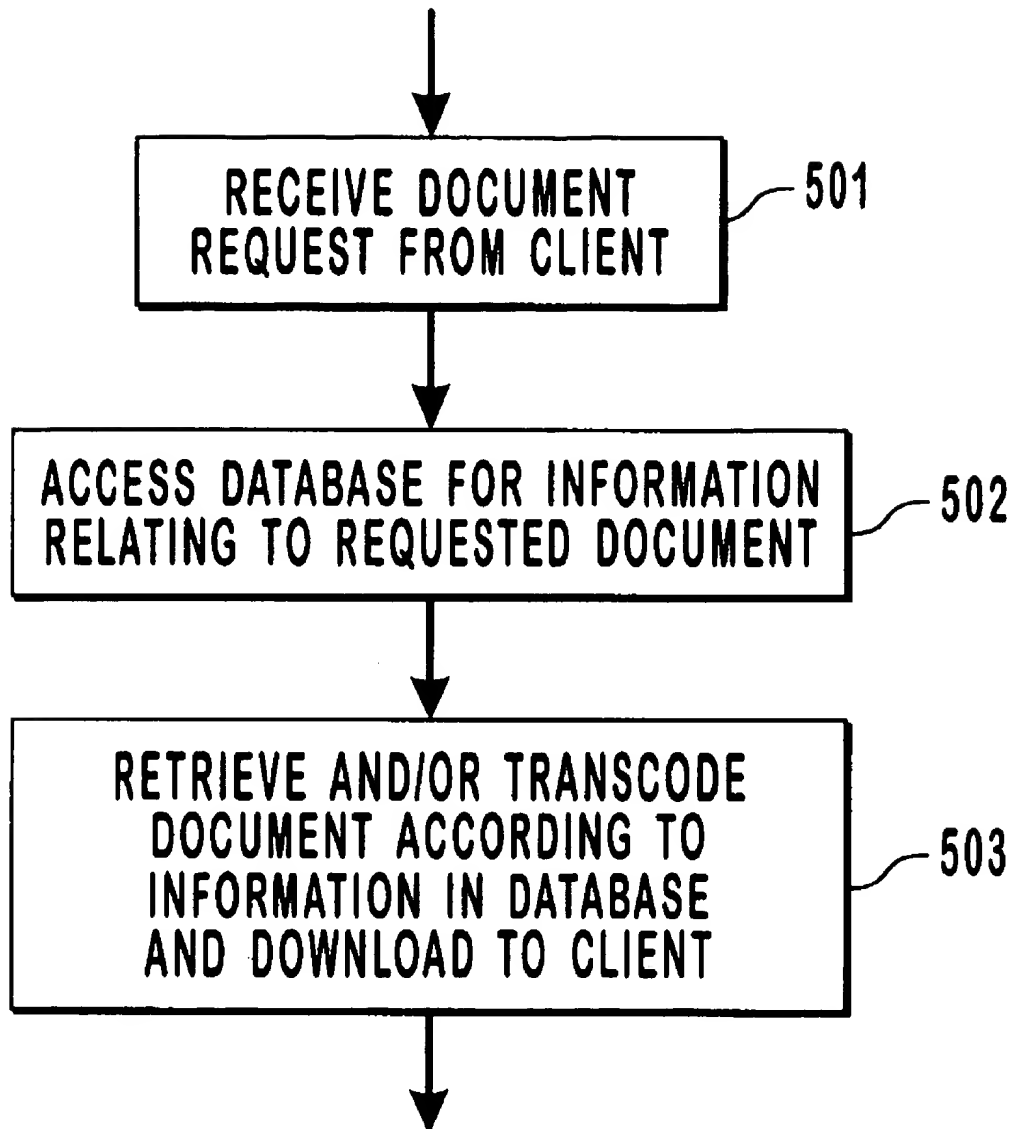 RECEIVE DOCUMENT
REQUEST FROM CLIENT
501
ACCESS DATABASE FOR INFORMATION
RELATING TO REQUESTED DOCUMENT
502
RETRIEVE AND/OR TRANSCODE
DOCUMENT ACCORDING TO
INFORMATION IN DATABASE
AND DOWNLOAD TO CLIENT
503